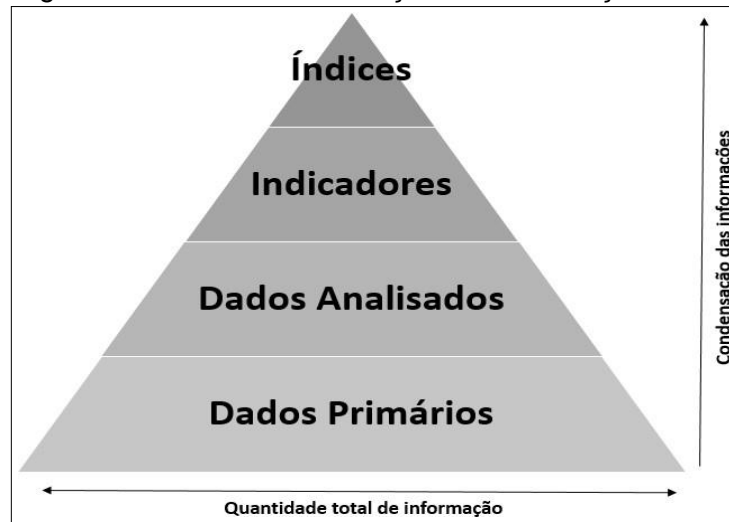 Índices
Indicadores
Dados Analisados
Dados Primários
Quantidade total de informação
Condensação das informações